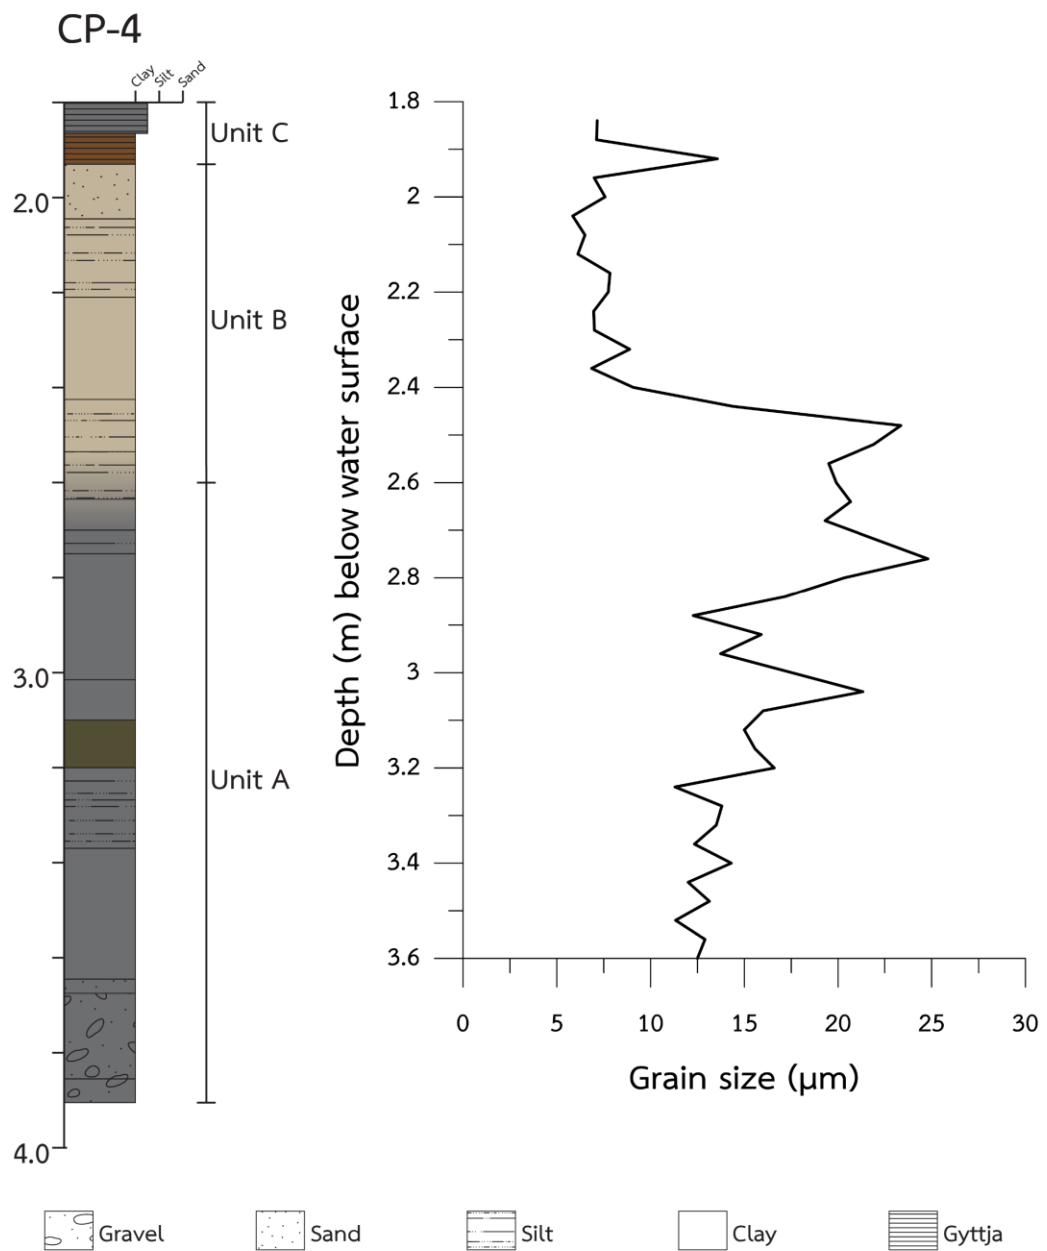 CP-4
Clay
Silt
Sand
Unit C
2.0
Unit B
3.0
Unit A
4.0
Depth (m) below water surface
1.8
2
2.2
2.4
2.6
2.8
3
3.2
3.4
3.6
0 5 10 15 20 25 30
Grain size (μm)
Gravel Sand Silt Clay Gyttja